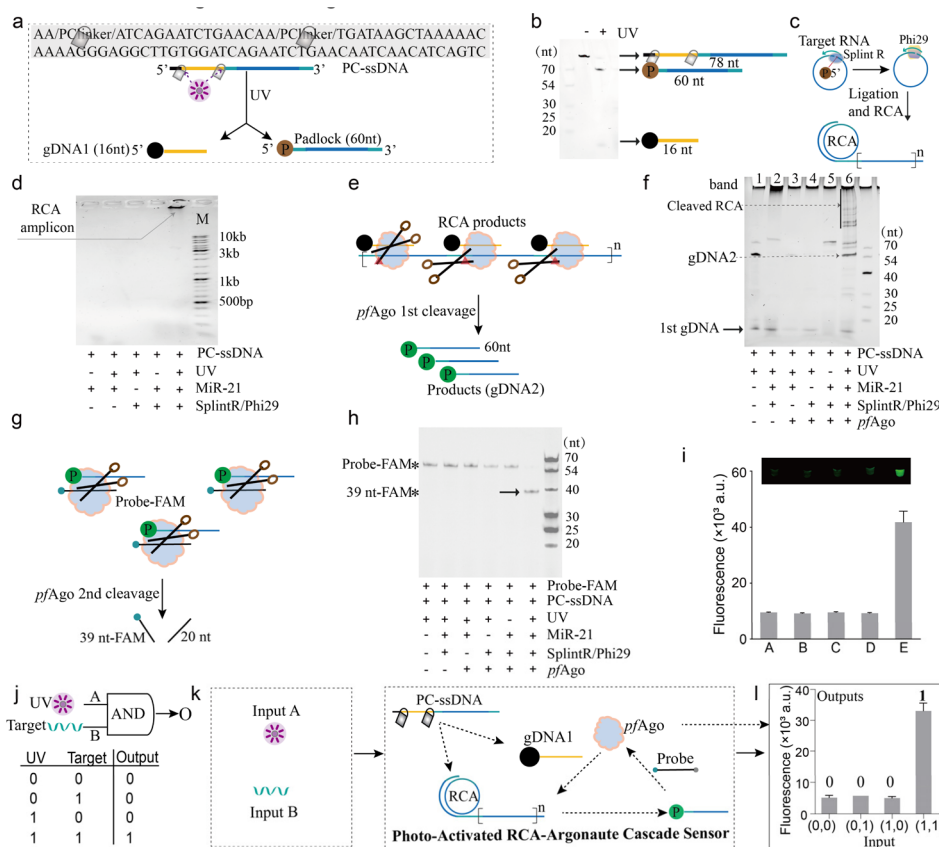 a
AA/PClinker/ATCAGAATCTGAACAA/PClinker/TGATAAGCTAAAAAC
AAAAGGGAGGCTTGTGGATCAGAATCTGAACAATCAACATCAGTC
5' 3' PC-ssDNA
UV
gDNA1 (16nt) 5' 5' P Padlock (60nt) 3'
b
- + UV
(nt)
70
54
40
30
26
20
78 nt
P
60 nt
16 nt
c
Target RNA
Splint R
P 5'
Phi29
Ligation
and RCA
RCA
n
d
RCA
amplicon
M
10kb
3kb
1kb
500bp
+ + + + + PC-ssDNA
- + - + + UV
+ + - + + MiR-21
- - + - + SplintR/Phi29
e
RCA products
n
pfAgo 1st cleavage
P 60nt
P
P
Products (gDNA2)
f
1 2 3 4 5 6
band
Cleaved RCA
gDNA2
1st gDNA
(nt)
70
54
40
30
25
20
+ + + + + + PC-ssDNA
+ + + + + + UV
- + - + + + MiR-21
- + - - + + SplintR/Phi29
- - + + + + pfAgo
g
P
P
Probe-FAM
P
pfAgo 2nd cleavage
39 nt-FAM 20 nt
h
(nt)
Probe-FAM*
39 nt-FAM*
70
54
40
30
25
20
+ + + + + + Probe-FAM
+ + + + + + PC-ssDNA
+ + + + - + UV
- + + - + + MiR-21
- + - + + + SplintR/Phi29
- - + + + + pfAgo
i
Fluorescence (×10³ a.u.)
60
40
20
0
A B C D E
j
UV A
Target B
AND
O
UV Target Output
0 0 0
0 1 0
1 0 0
1 1 1
k
Input A
Input B
PC-ssDNA
gDNA1
pfAgo
Probe
RCA
n
P
Photo-Activated RCA-Argonaute Cascade Sensor
l
Outputs
Fluorescence (×10³ a.u.)
40
30
20
10
0
0 0 0 1
(0,0) (0,1) (1,0) (1,1
Input